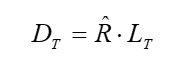 D_T = R̂ · L_T